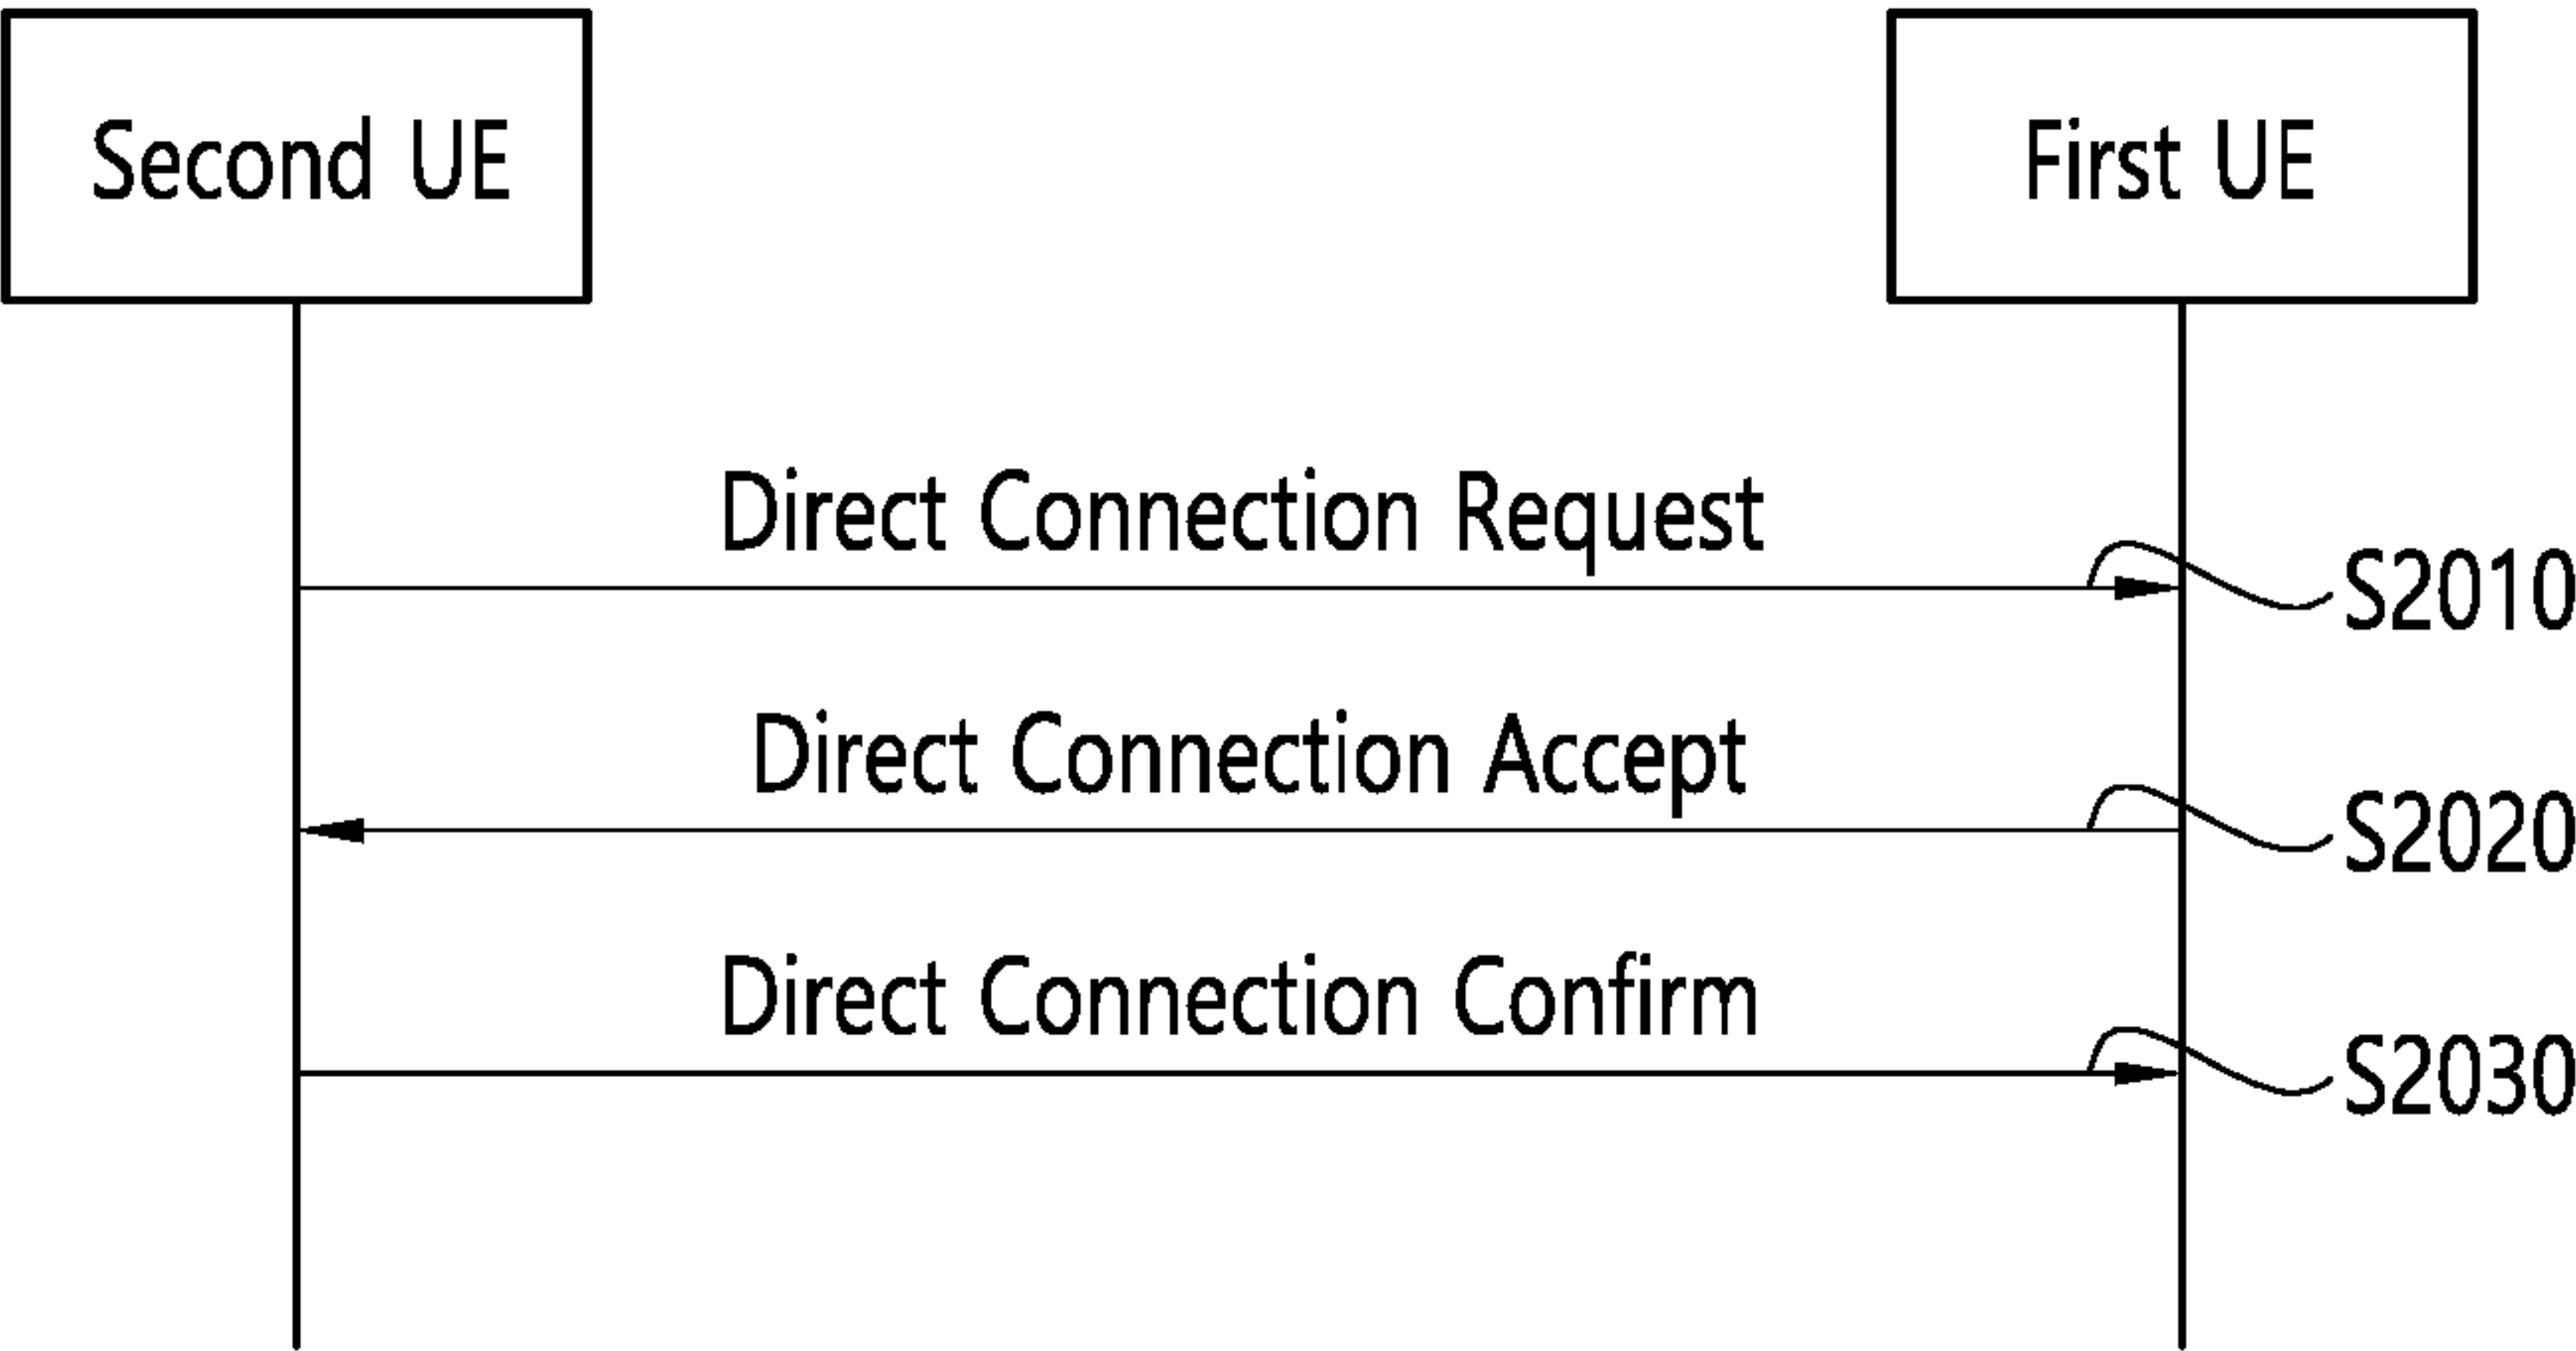 Second UE
First UE
Direct Connection Request
S2010
Direct Connection Accept
S2020
Direct Connection Confirm
S2030